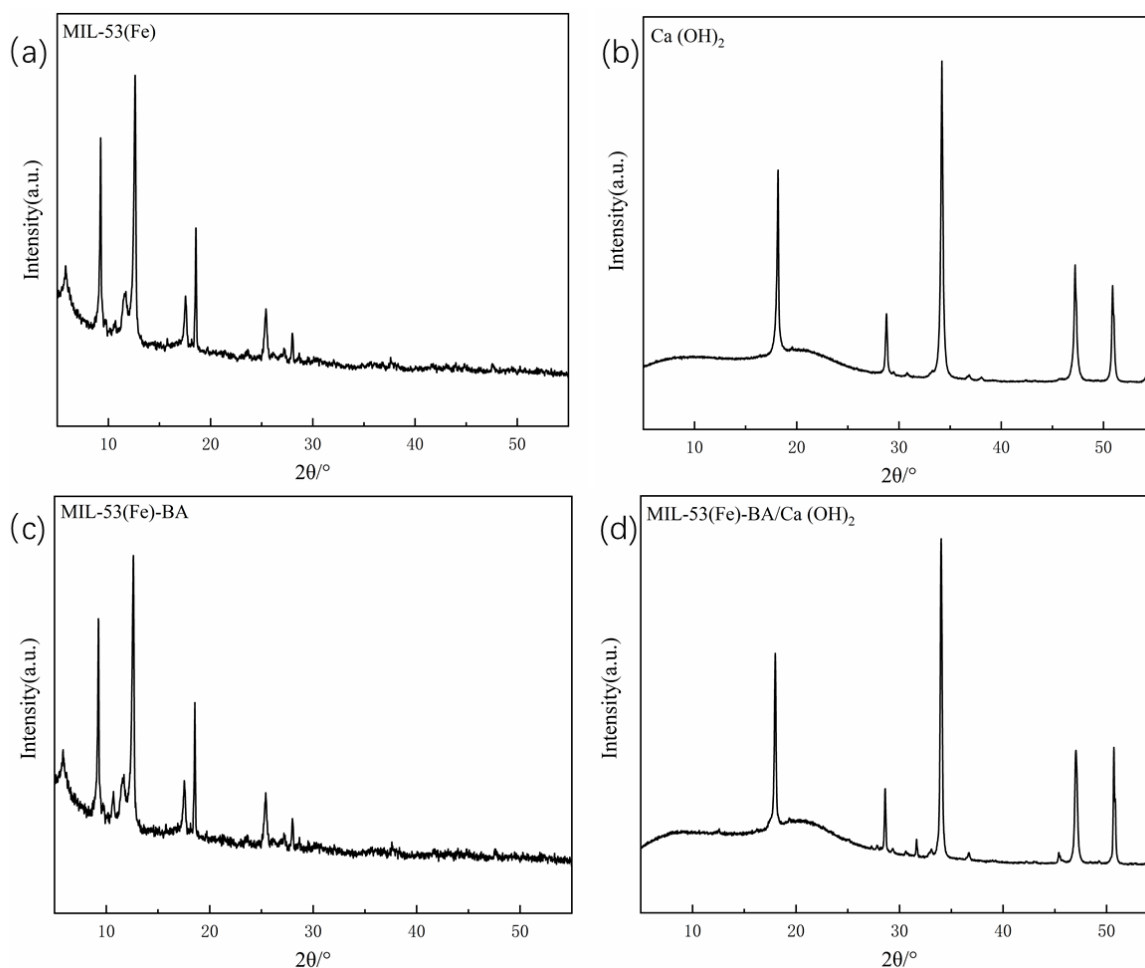 (a)
MIL-53(Fe)
Intensity(a.u.)
10 20 30 40 50
2θ/°
(b)
Ca (OH)₂
Intensity(a.u.)
10 20 30 40 50
2θ/°
(c)
MIL-53(Fe)-BA
Intensity(a.u.)
10 20 30 40 50
2θ/°
(d)
MIL-53(Fe)-BA/Ca (OH)₂
Intensity(a.u.)
10 20 30 40 50
2θ/°